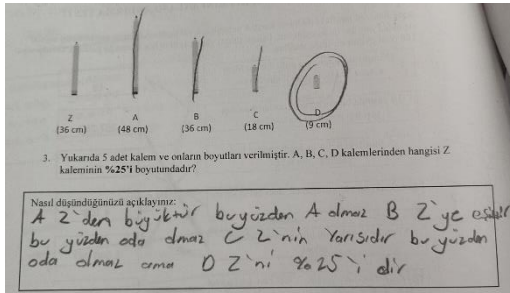 Z A B C D
(36 cm) (48 cm) (36 cm) (18 cm) (9 cm)
3. Yukarıda 5 adet kalem ve onların boyutları verilmiştir. A, B, C, D kalemlerinden hangisi Z
kaleminin %25'i boyutundadır?
Nasıl düşündüğünüzü açıklayınız:
A Z'den büyüktür bu yüzden A olmaz B Z'ye eşittir
bu yüzden oda olmaz C Z'nin Yarısıdır bu yüzden
oda olmaz ama D Z'ni %25'i dir